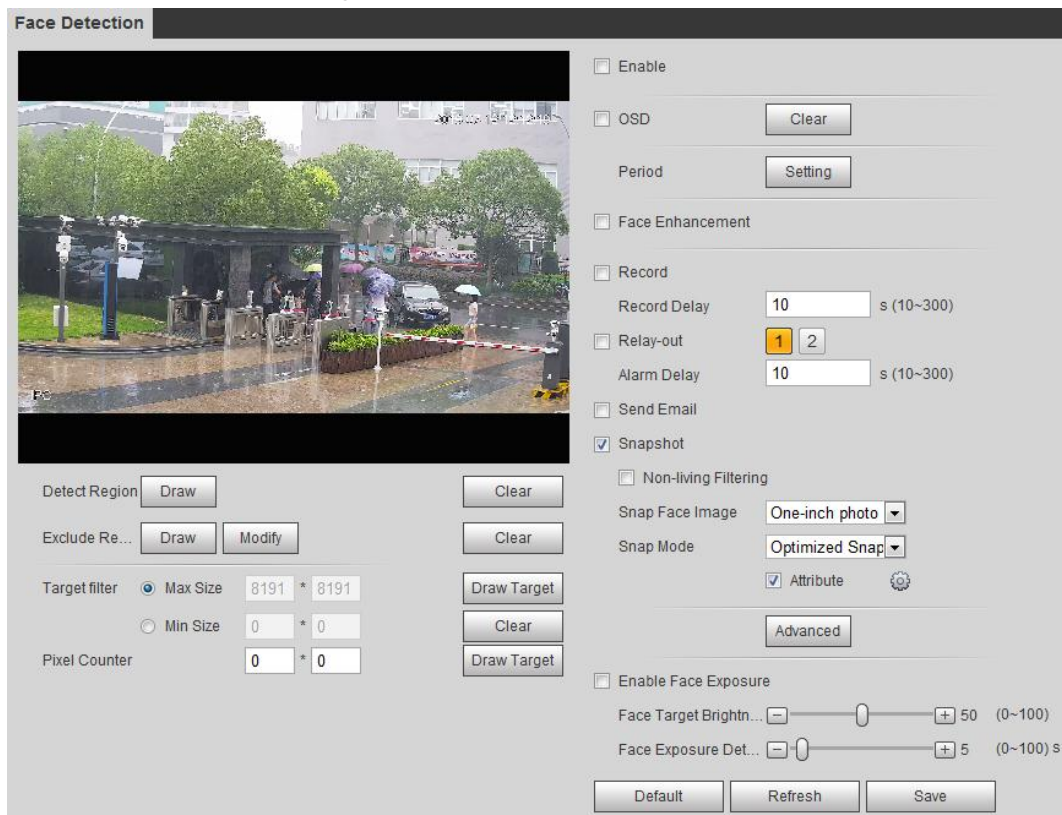 Face Detection
Enable
OSD Clear
Period Setting
Face Enhancement
Record
Record Delay 10 s (10~300)
Relay-out 1 2
Alarm Delay 10 s (10~300)
Send Email
Snapshot
Non-living Filtering
Snap Face Image One-inch photo
Snap Mode Optimized Snap
Attribute
Advanced
Enable Face Exposure
Face Target Brightn... 50 (0~100)
Face Exposure Det... 5 (0~100) s
Default Refresh Save
Detect Region Draw Clear
Exclude Re... Draw Modify Clear
Target filter Max Size 8191 * 8191 Draw Target
Min Size 0 * 0 Clear
Pixel Counter 0 * 0 Draw Target